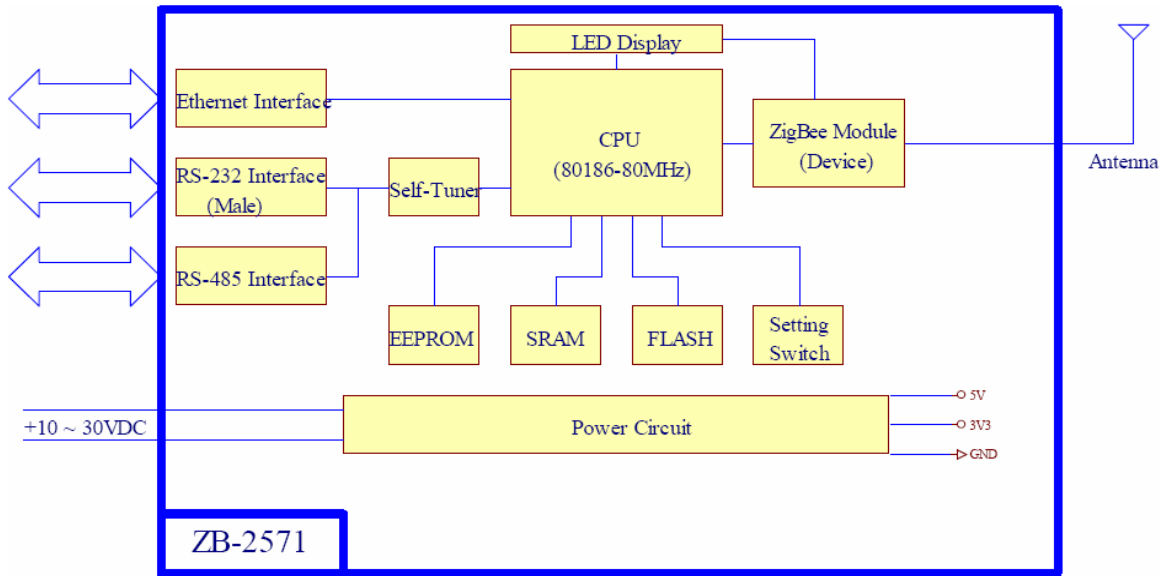 LED Display
Ethernet Interface
CPU
(80186-80MHz)
ZigBee Module
(Device)
Antenna
RS-232 Interface
(Male)
Self-Tuner
RS-485 Interface
EEPROM
SRAM
FLASH
Setting
Switch
+10 ~ 30VDC
Power Circuit
5V
3V3
GND
ZB-2571